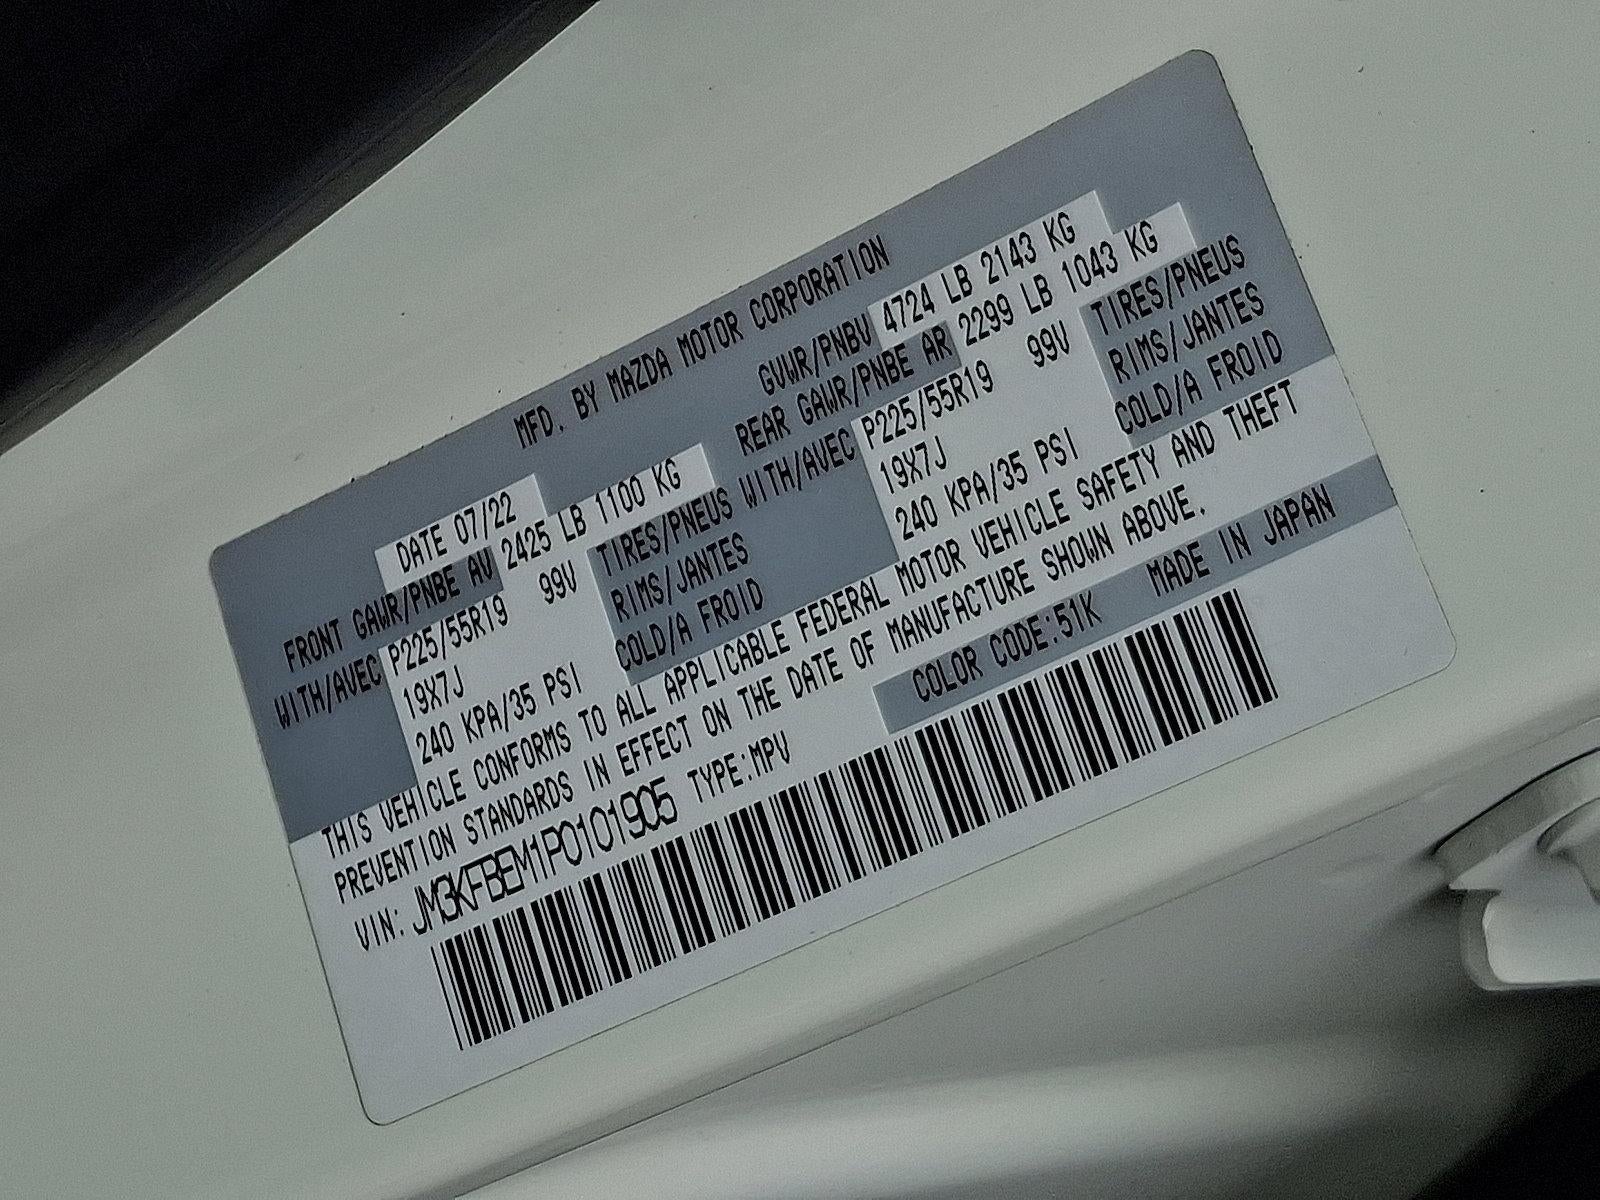 MFD. BY MAZDA MOTOR CORPORATION
DATE 07/22 GVWR/PNBV 4724 LB 2143 KG
FRONT GAWR/PNBE AV 2425 LB 1100 KG REAR GAWR/PNBE AR 2299 LB 1043 KG
WITH/AVEC P225/55R19 99V TIRES/PNEUS WITH/AVEC P225/55R19 99V TIRES/PNEUS
19X7J RIMS/JANTES 19X7J RIMS/JANTES
240 KPA/35 PSI COLD/A FROID 240 KPA/35 PSI COLD/A FROID
THIS VEHICLE CONFORMS TO ALL APPLICABLE FEDERAL MOTOR VEHICLE SAFETY AND THEFT
PREVENTION STANDARDS IN EFFECT ON THE DATE OF MANUFACTURE SHOWN ABOVE.
VIN: JM3KFBEM1P0101905 TYPE:MPV COLOR CODE:51K MADE IN JAPAN